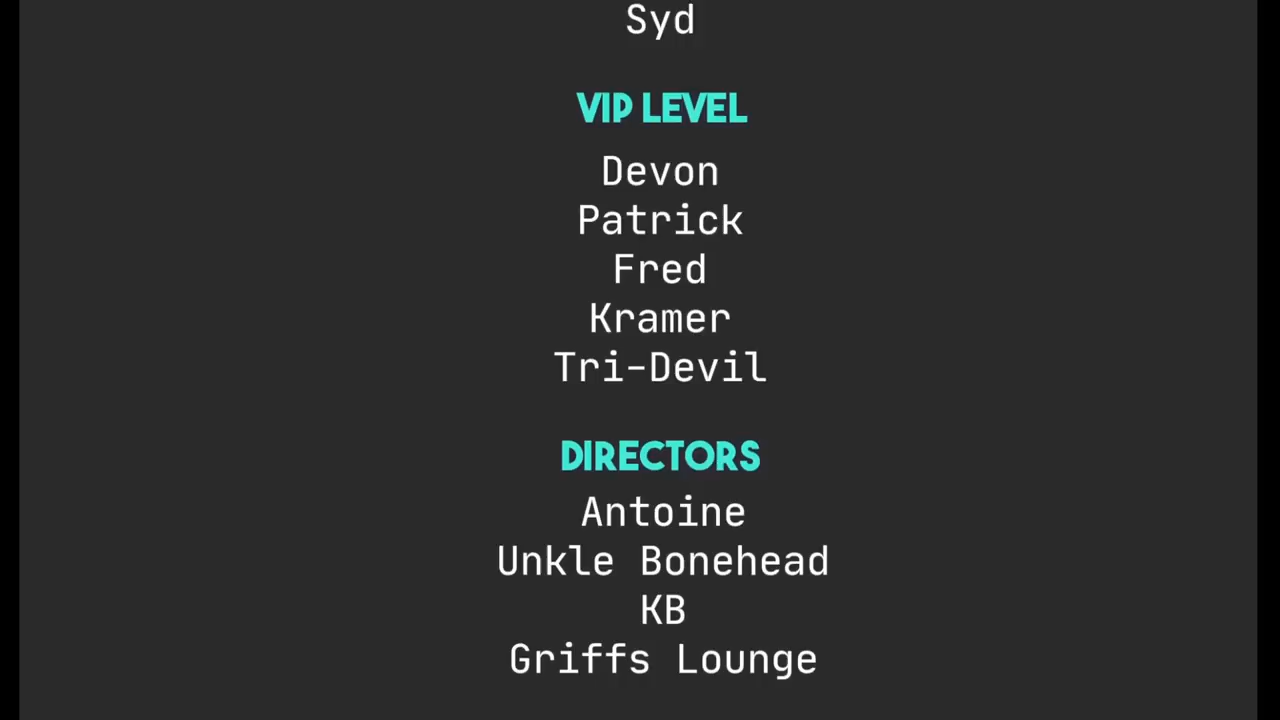 Syd
VIP LEVEL
Devon
Patrick
Fred
Kramer
Tri-Devil
DIRECTORS
Antoine
Unkle Bonehead
KB
Griffs Lounge